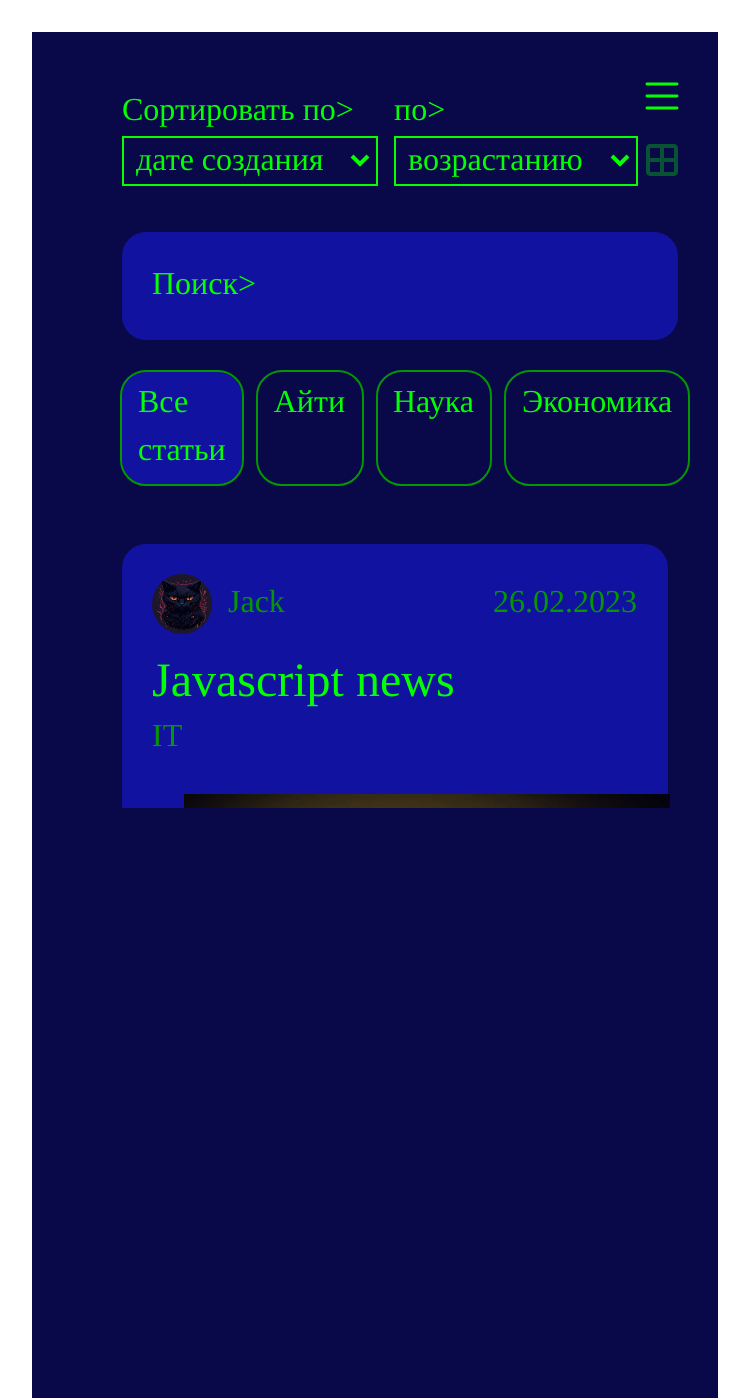 Сортировать по> по>
дате создания возрастанию
Поиск>
Все статьи Айти Наука Экономика
Jack 26.02.2023
Javascript news
IT